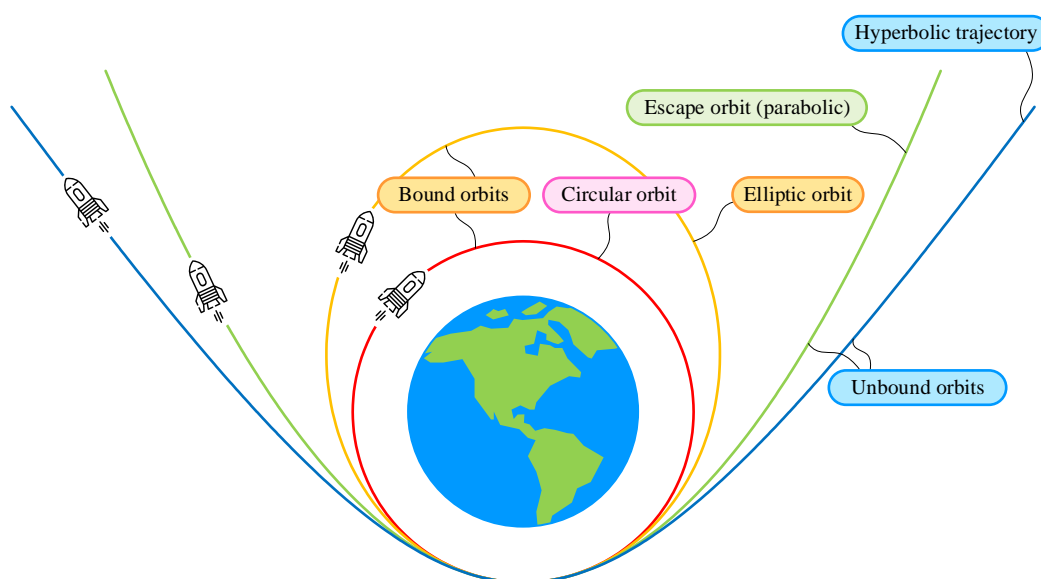 Hyperbolic trajectory
Escape orbit (parabolic)
Bound orbits
Circular orbit
Elliptic orbit
Unbound orbits